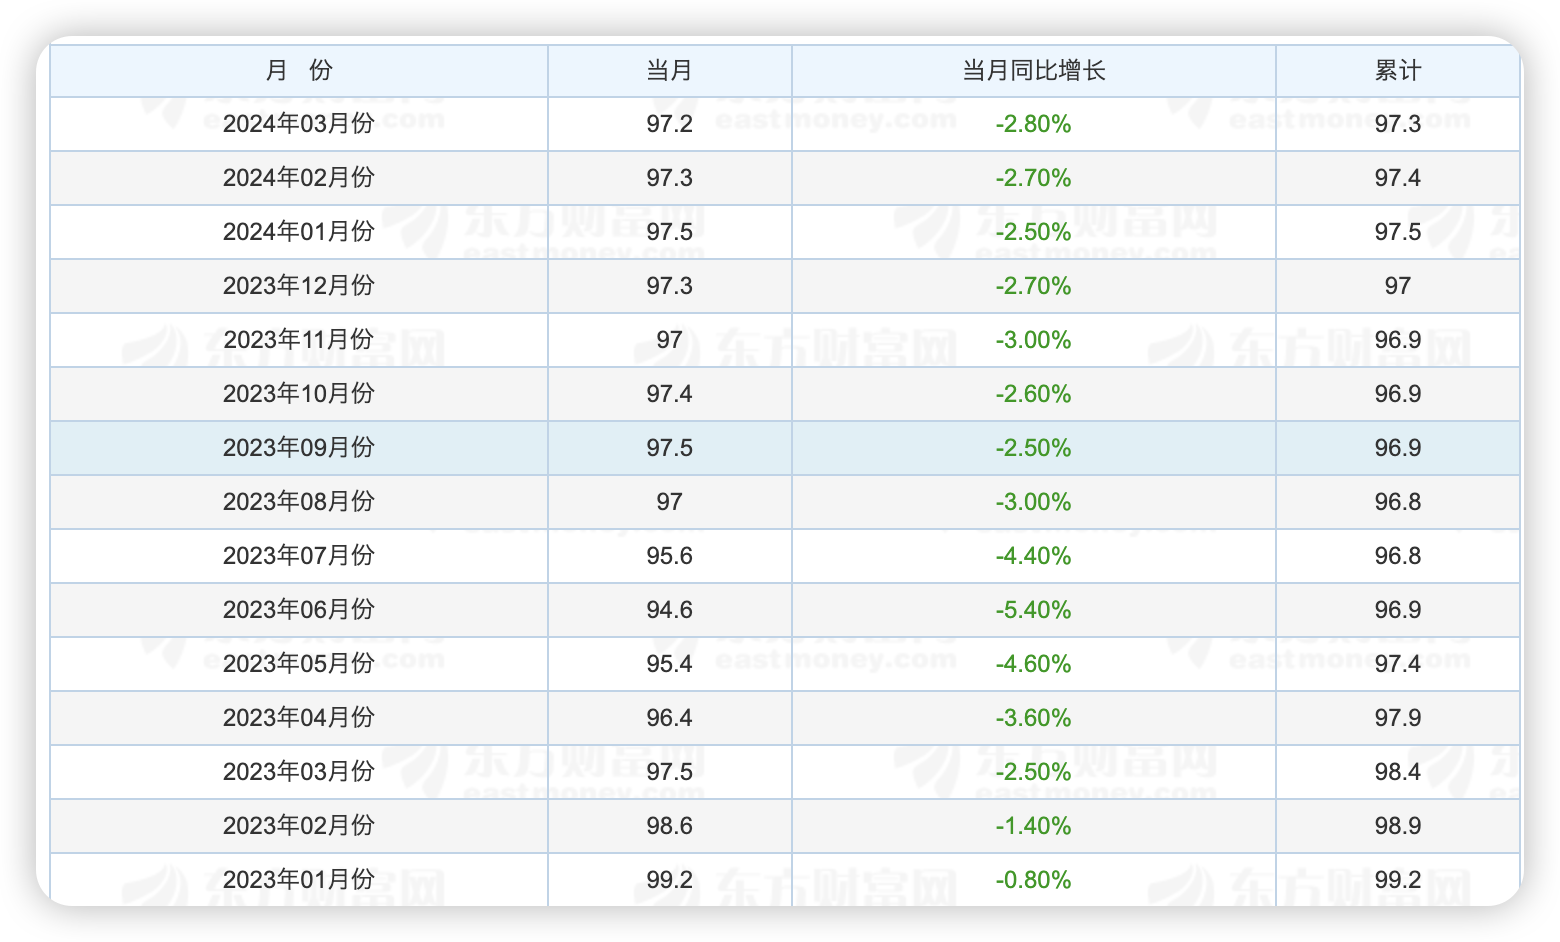 月 份 当月 当月同比增长 累计
2024年03月份 97.2 -2.80% 97.3
2024年02月份 97.3 -2.70% 97.4
2024年01月份 97.5 -2.50% 97.5
2023年12月份 97.3 -2.70% 97
2023年11月份 97 -3.00% 96.9
2023年10月份 97.4 -2.60% 96.9
2023年09月份 97.5 -2.50% 96.9
2023年08月份 97 -3.00% 96.8
2023年07月份 95.6 -4.40% 96.8
2023年06月份 94.6 -5.40% 96.9
2023年05月份 95.4 -4.60% 97.4
2023年04月份 96.4 -3.60% 97.9
2023年03月份 97.5 -2.50% 98.4
2023年02月份 98.6 -1.40% 98.9
2023年01月份 99.2 -0.80% 99.2
东方财富网
eastmoney.com